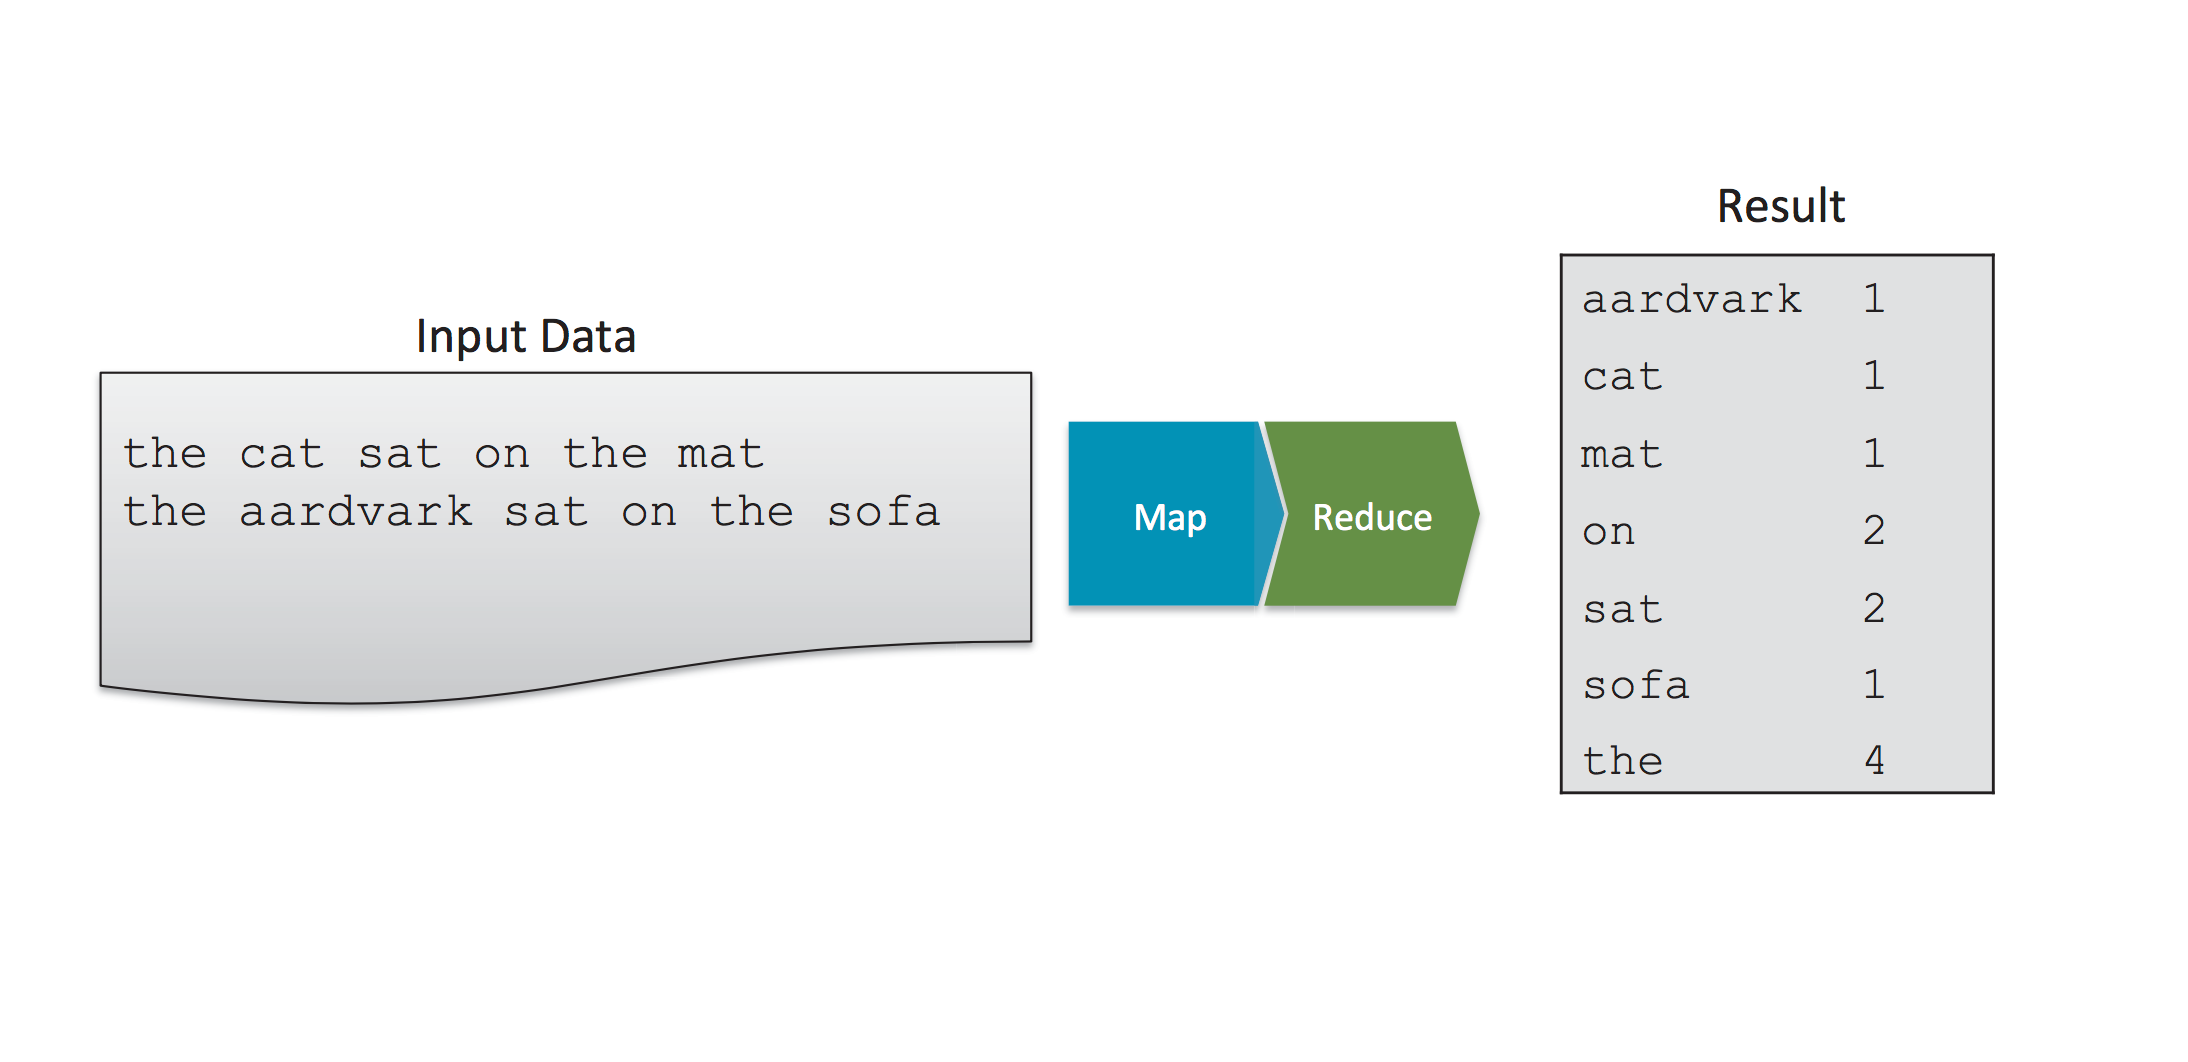 Input Data
the cat sat on the mat
the aardvark sat on the sofa
Map
Reduce
Result
aardvark 1
cat 1
mat 1
on 2
sat 2
sofa 1
the 4